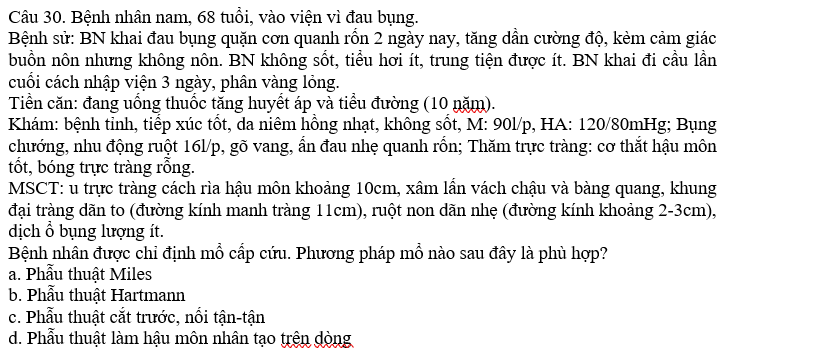 Câu 30. Bệnh nhân nam, 68 tuổi, vào viện vì đau bụng.
Bệnh sử: BN khai đau bụng quặn cơn quanh rốn 2 ngày nay, tăng dần cường độ, kèm cảm giác
buồn nôn nhưng không nôn. BN không sốt, tiểu hơi ít, trung tiện được ít. BN khai đi cầu lần
cuối cách nhập viện 3 ngày, phân vàng lỏng.
Tiền căn: đang uống thuốc tăng huyết áp và tiểu đường (10 năm).
Khám: bệnh tỉnh, tiếp xúc tốt, da niêm hồng nhạt, không sốt, M: 90l/p, HA: 120/80mHg; Bụng
chướng, nhu động ruột 16l/p, gõ vang, ấn đau nhẹ quanh rốn; Thăm trực tràng: cơ thắt hậu môn
tốt, bóng trực tràng rỗng.
MSCT: u trực tràng cách rìa hậu môn khoảng 10cm, xâm lấn vách chậu và bàng quang, khung
đại tràng dãn to (đường kính manh tràng 11cm), ruột non dãn nhẹ (đường kính khoảng 2-3cm),
dịch ổ bụng lượng ít.
Bệnh nhân được chỉ định mổ cấp cứu. Phương pháp mổ nào sau đây là phù hợp?
a. Phẫu thuật Miles
b. Phẫu thuật Hartmann
c. Phẫu thuật cắt trước, nối tận-tận
d. Phẫu thuật làm hậu môn nhân tạo trên dòng